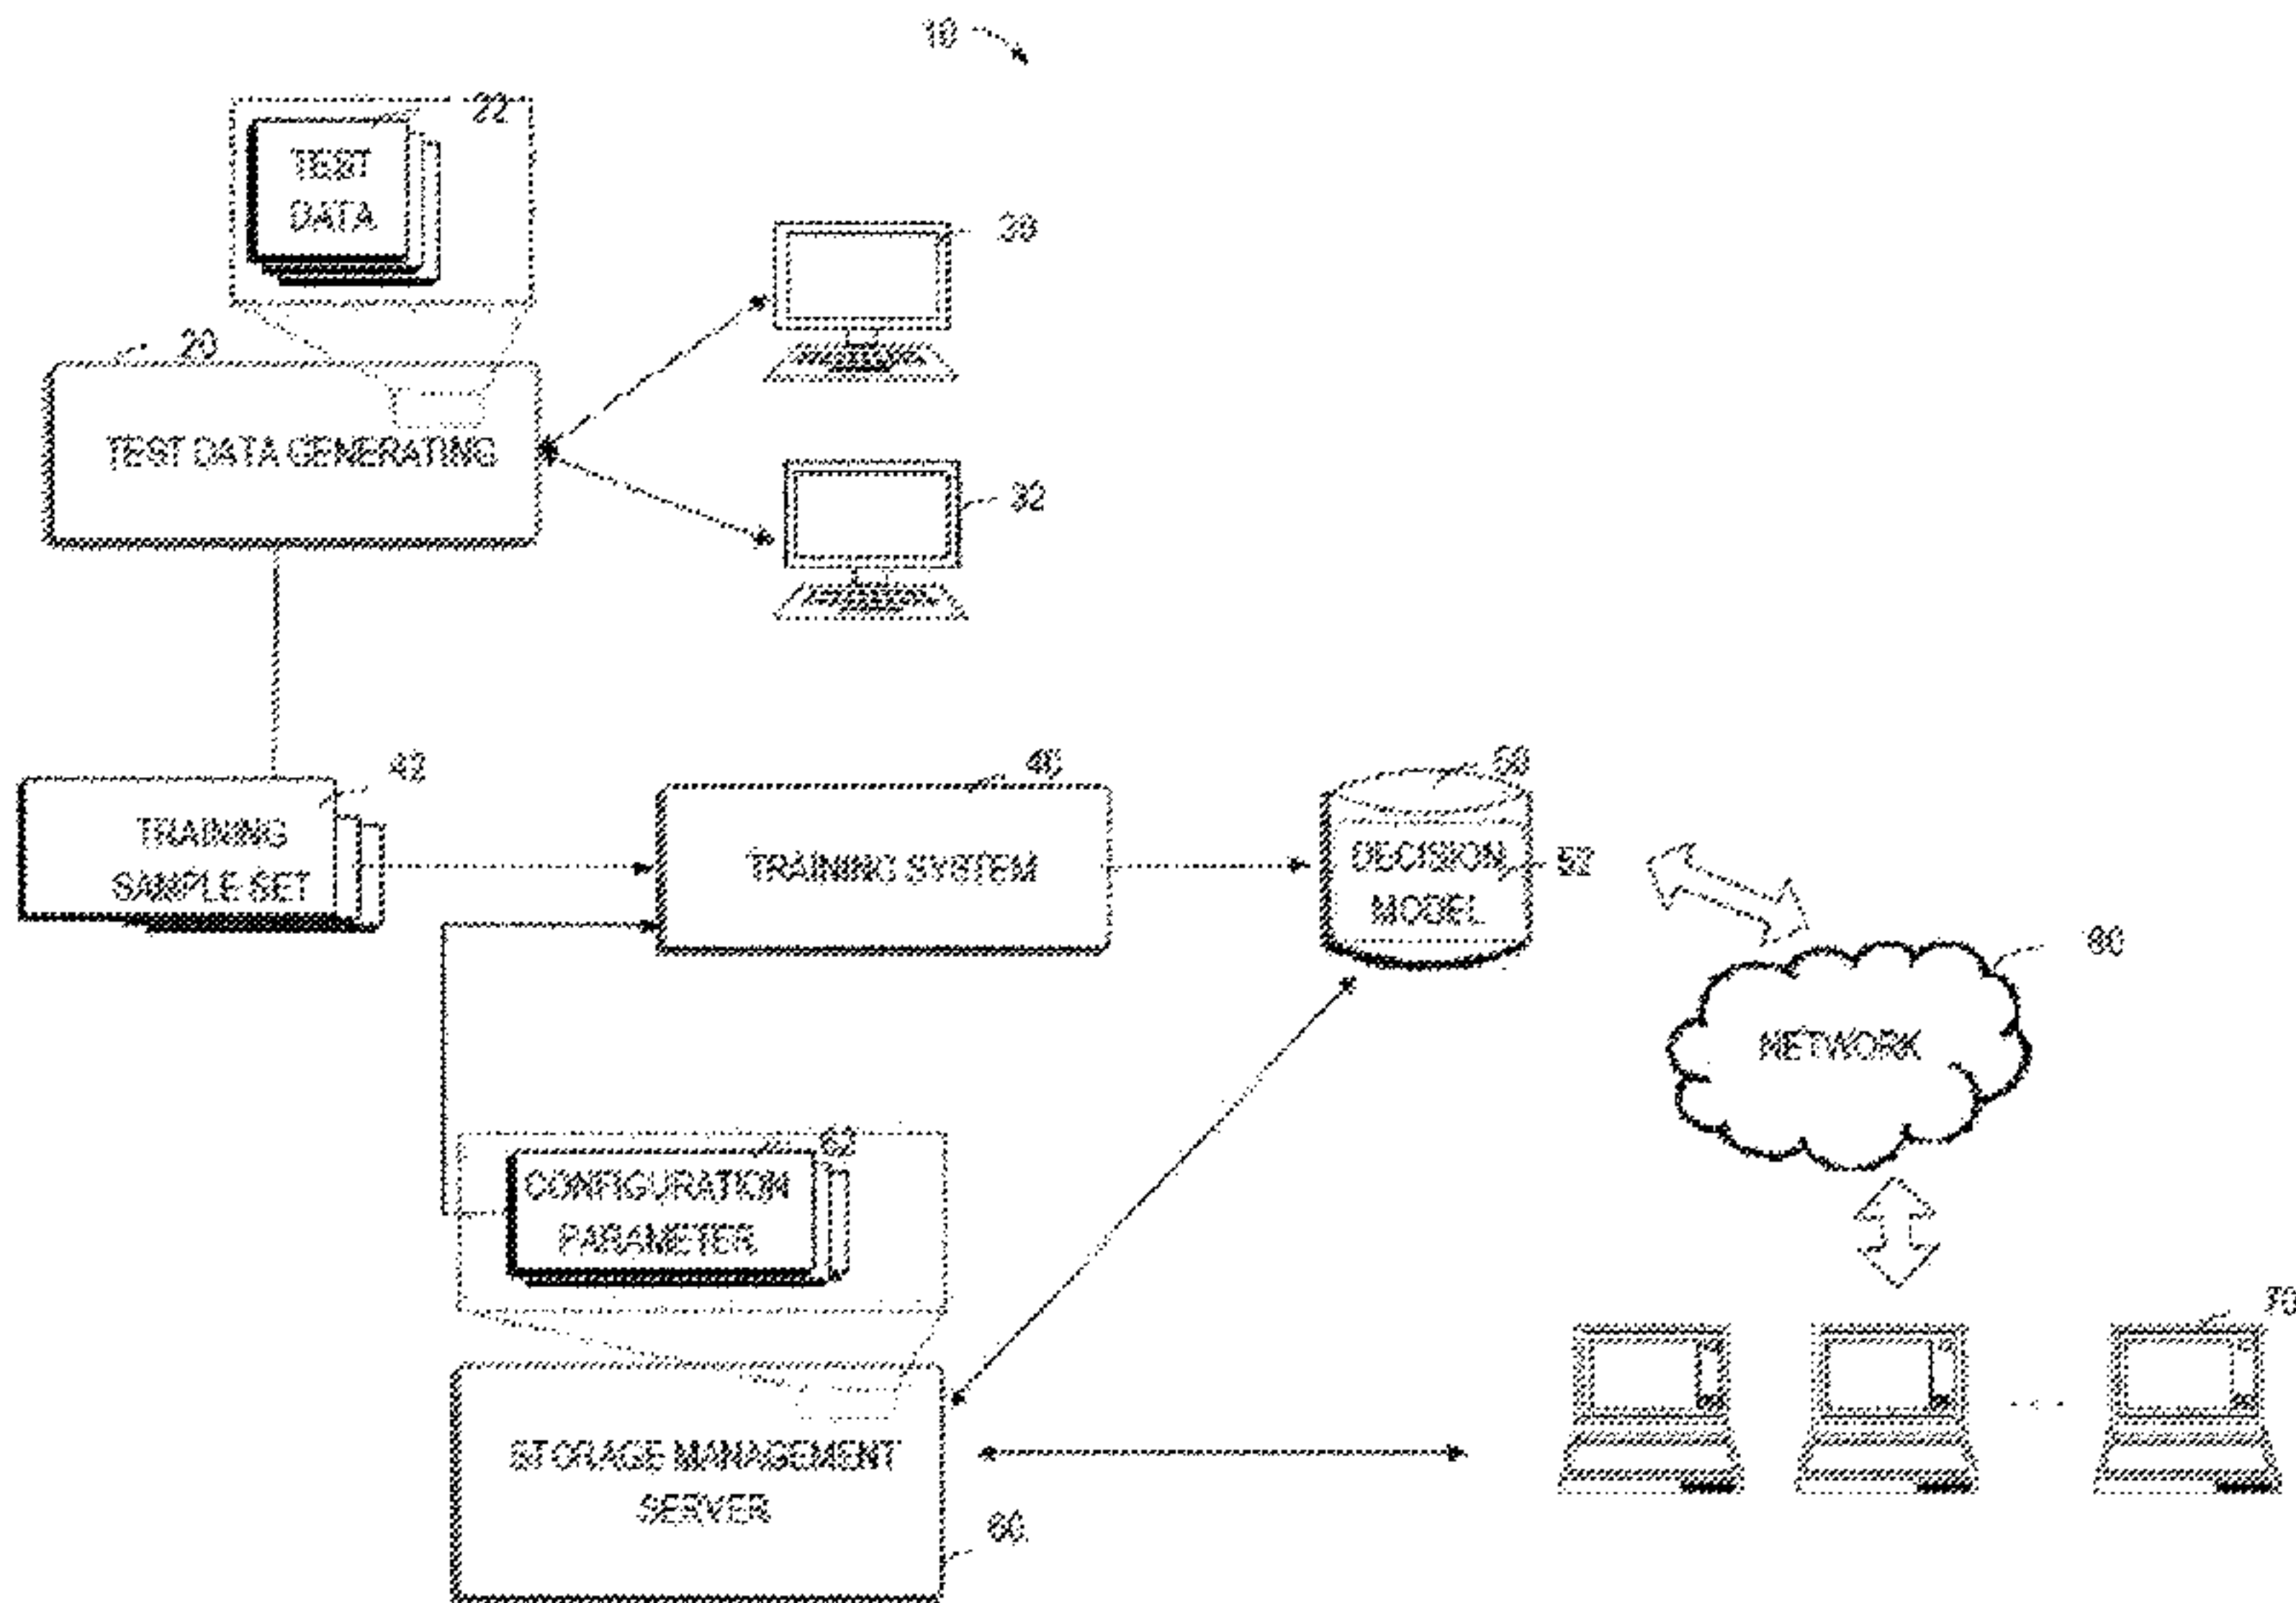 10
22
TEST
DATA
20
TEST DATA GENERATING
32
42
TRAINING
SAMPLE SET
40
TRAINING SYSTEM
50
DECISION
MODEL
52
80
NETWORK
62
CONFIGURATION
PARAMETER
70
STORAGE MANAGEMENT
SERVER
60